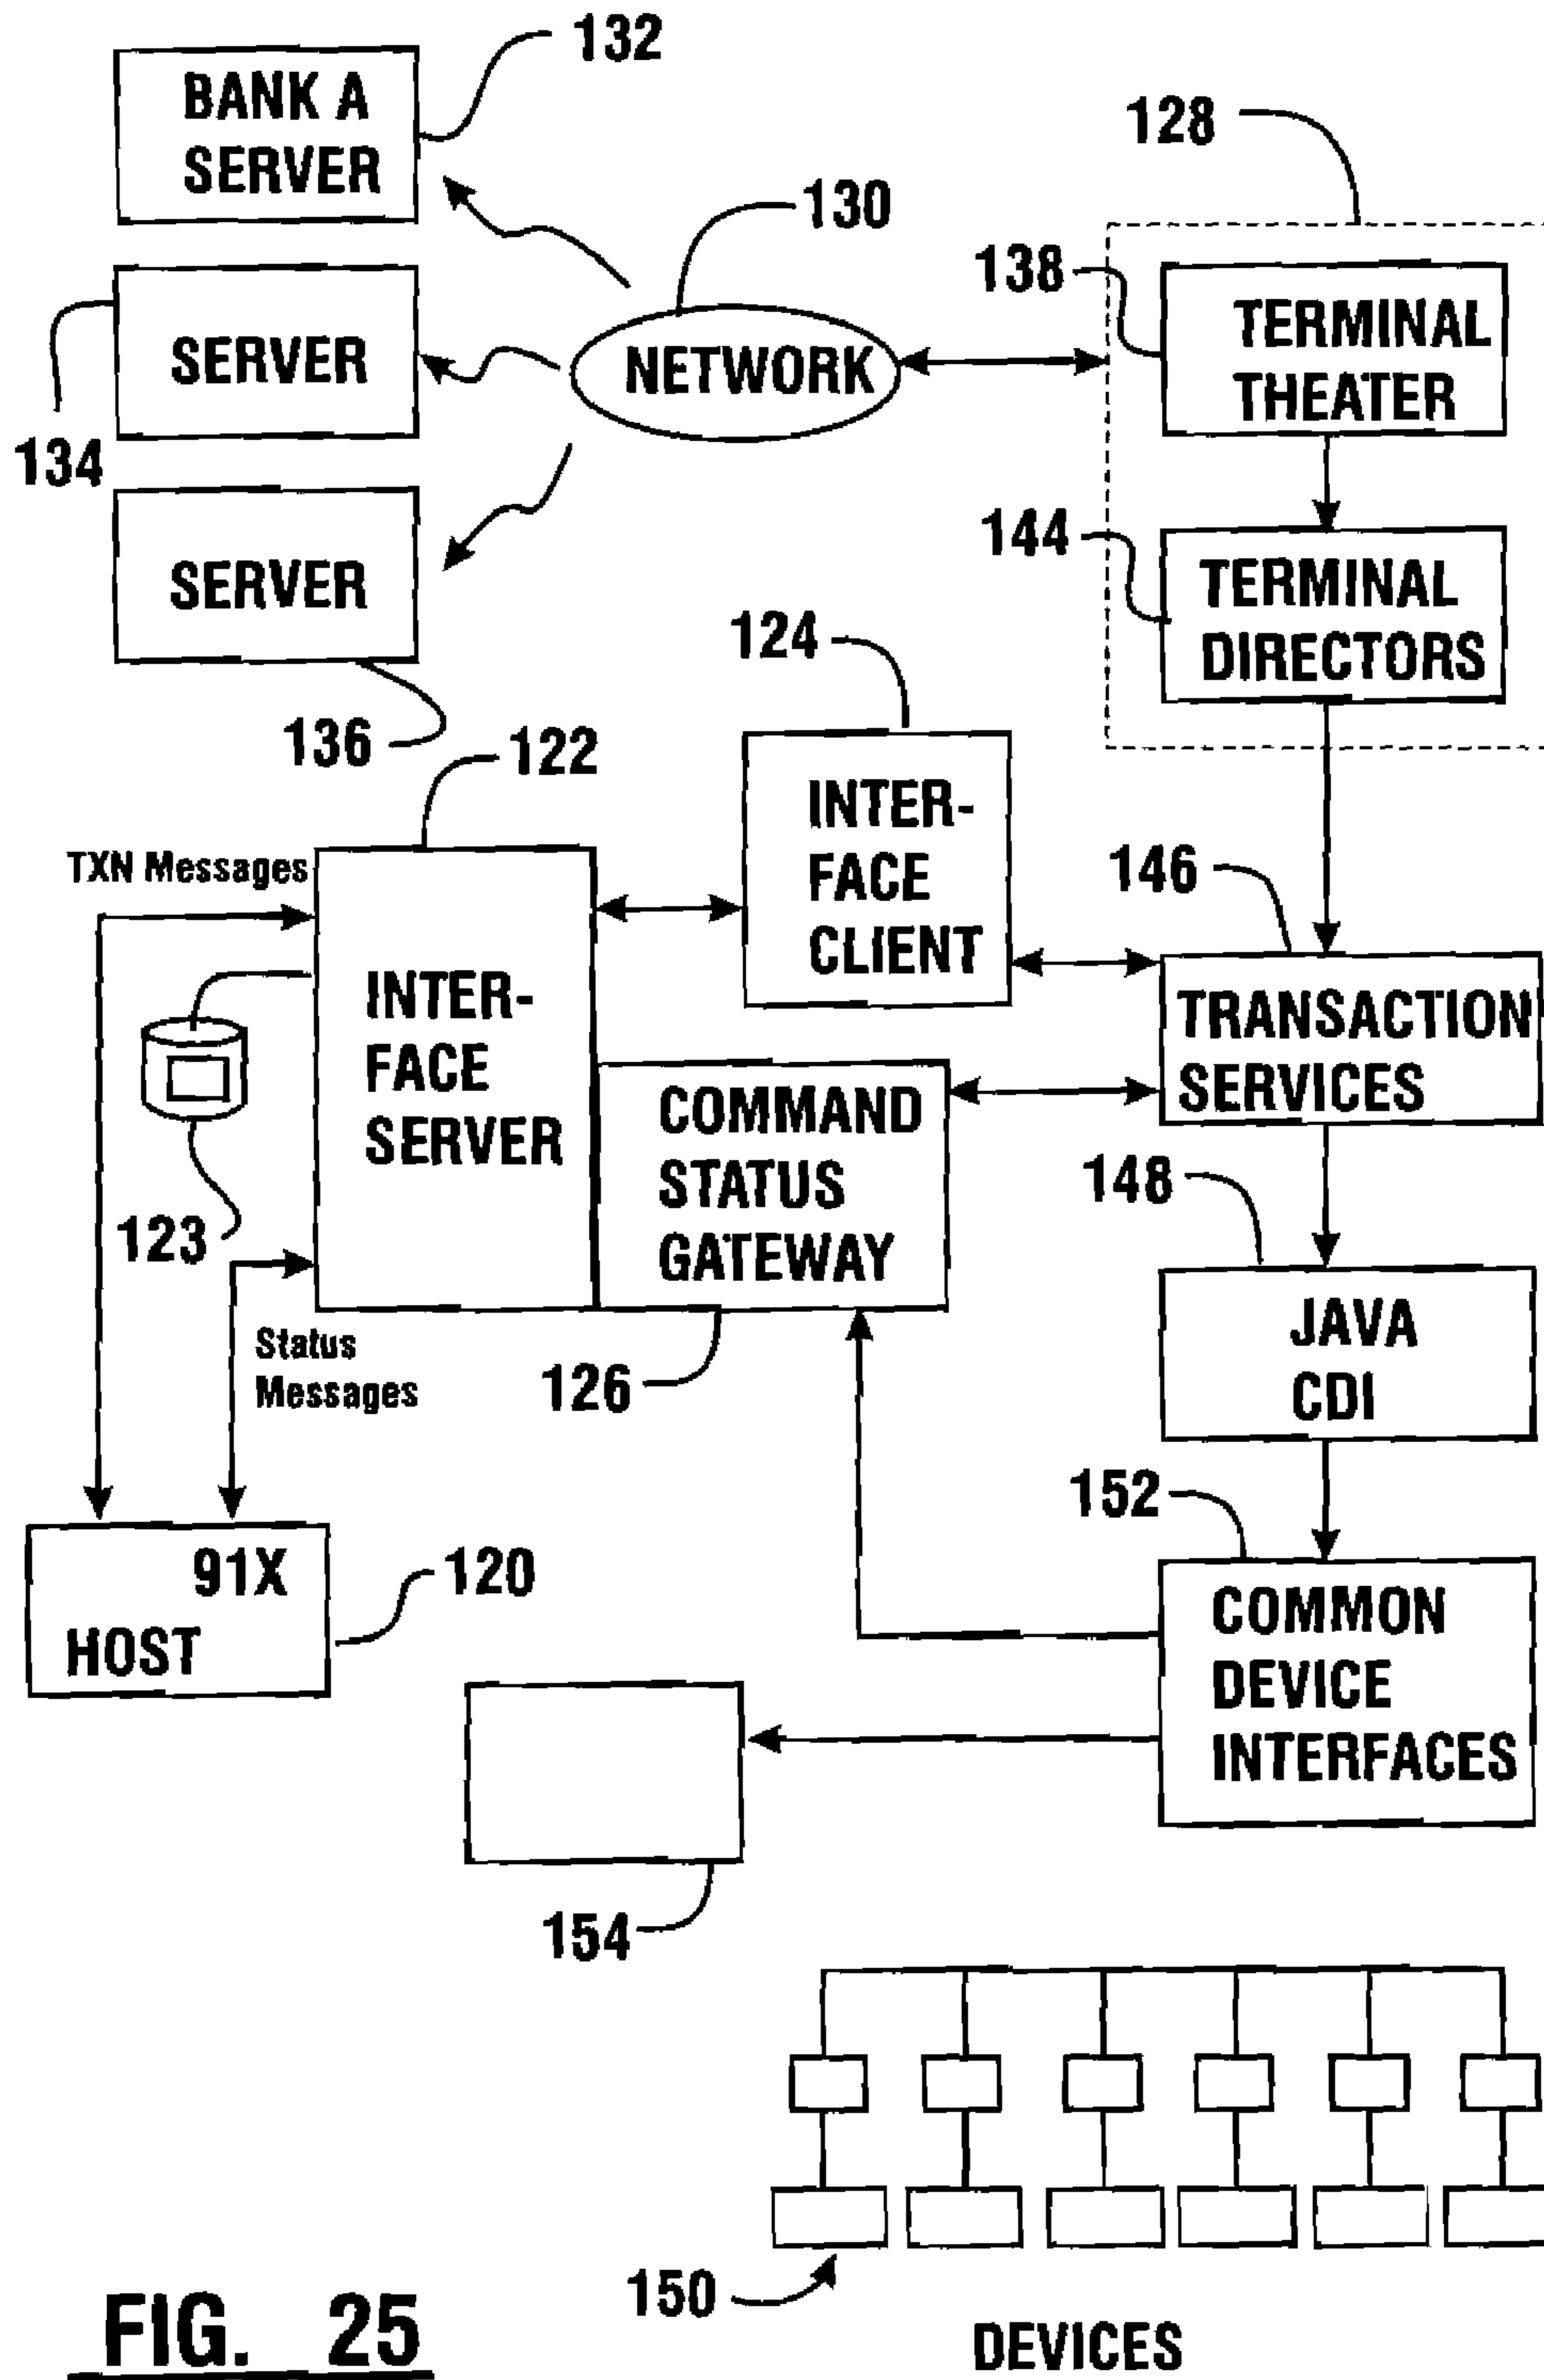 132
BANK A
SERVER
128
130
138
TERMINAL
THEATER
SERVER
NETWORK
134
144
TERMINAL
DIRECTORS
SERVER
124
136
122
INTER-
FACE
CLIENT
TXN Messages
146
INTER-
FACE
SERVER
TRANSACTION
SERVICES
COMMAND
STATUS
GATEWAY
148
123
JAVA
CDI
Status
Messages
126
152
91X
HOST
120
COMMON
DEVICE
INTERFACES
154
150
DEVICES
FIG. 25